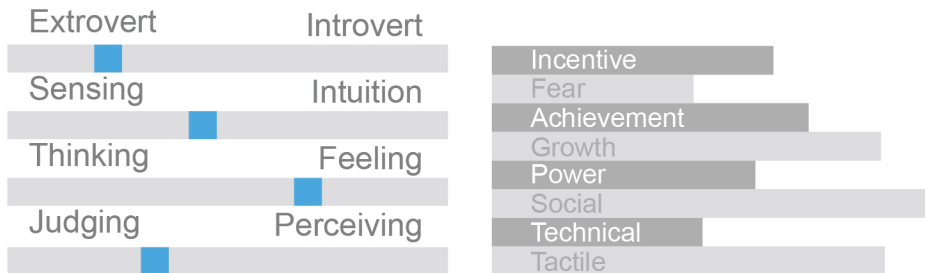 Extrovert Introvert
Sensing Intuition
Thinking Feeling
Judging Perceiving
Incentive
Fear
Achievement
Growth
Power
Social
Technical
Tactile